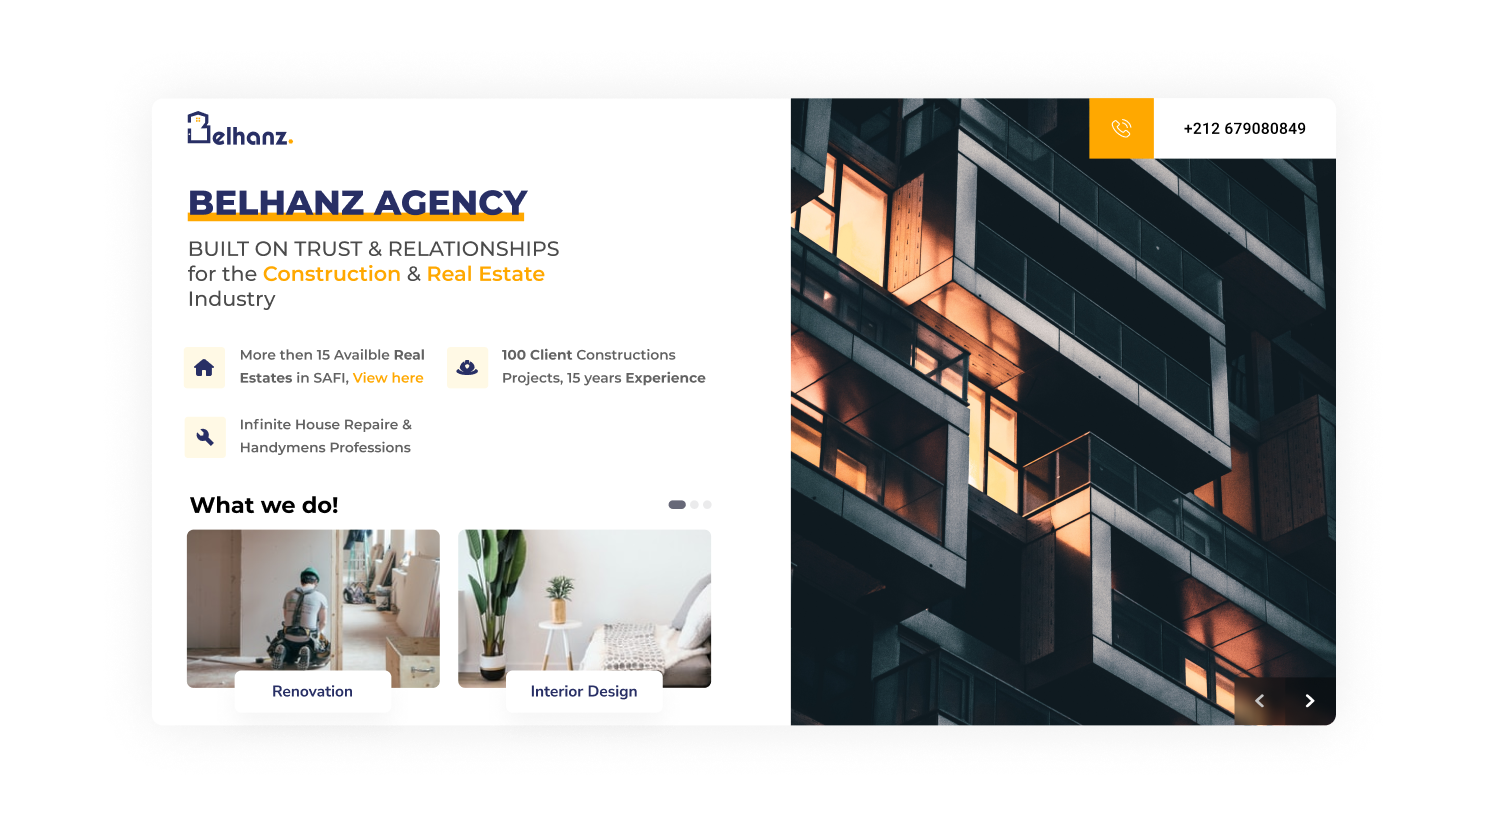 Belhanz.
+212 679080849
BELHANZ AGENCY
BUILT ON TRUST & RELATIONSHIPS
for the Construction & Real Estate
Industry
More then 15 Availble Real
Estates in SAFI, View here
100 Client Constructions
Projects, 15 years Experience
Infinite House Repaire &
Handymens Professions
What we do!
Renovation
Interior Design